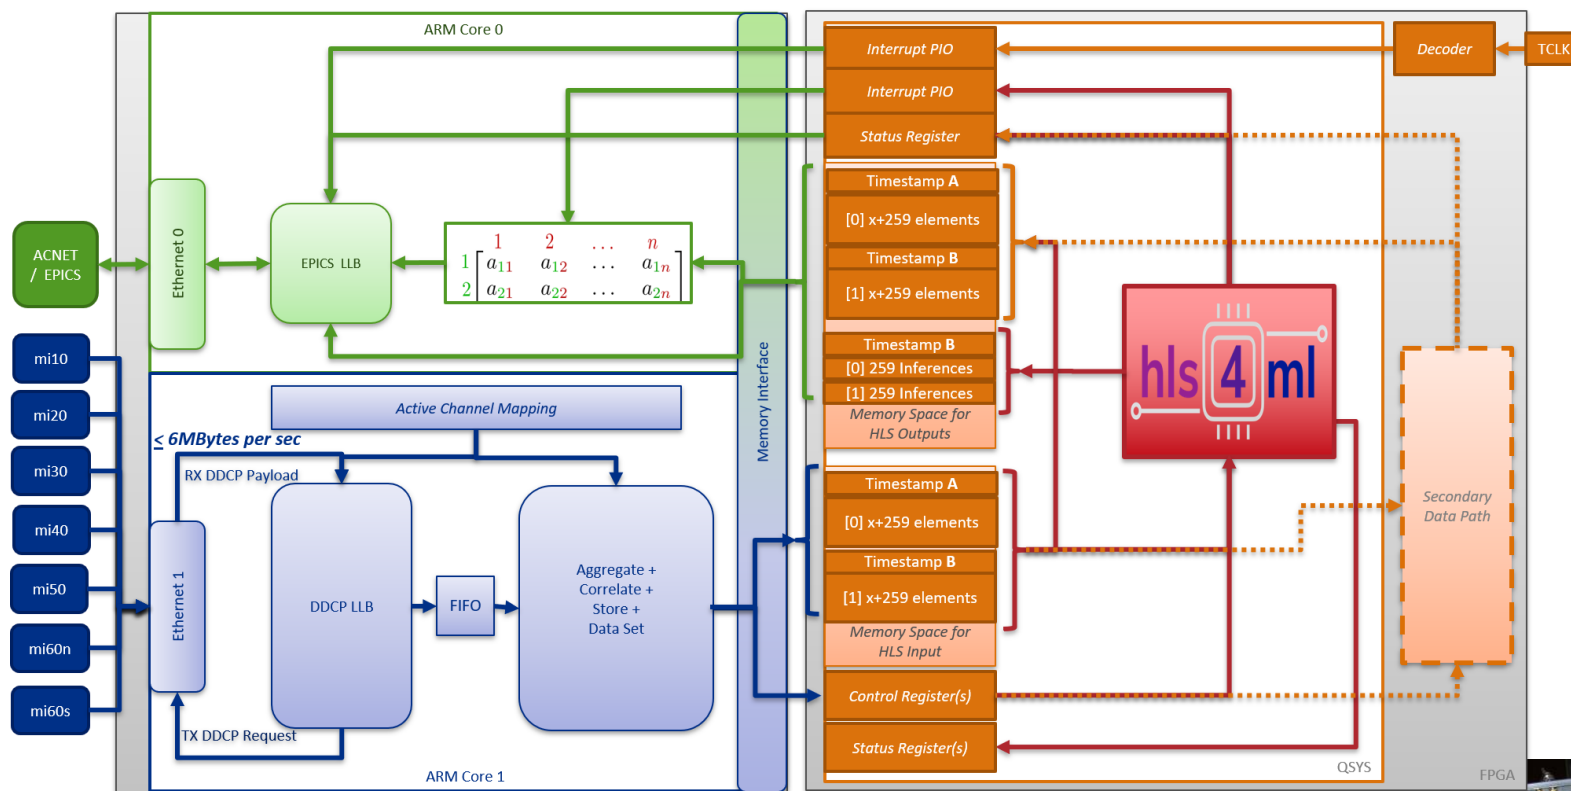 ARM Core 0
Ethernet 0
ACNET
/ EPICS
EPICS LLB
1 2 ... n
1 a11 a12 ... a1n
2 a21 a22 ... a2n
mi10
mi20
mi30
mi40
mi50
mi60n
mi60s
Active Channel Mapping
< 6MBytes per sec
RX DDCP Payload
Ethernet 1
DDCP LLB
FIFO
Aggregate +
Correlate +
Store +
Data Set
TX DDCP Request
ARM Core 1
Memory Interface
Interrupt PIO
Interrupt PIO
Status Register
Timestamp A
[0] x+259 elements
Timestamp B
[1] x+259 elements
Timestamp B
[0] 259 Inferences
[1] 259 Inferences
Memory Space for
HLS Outputs
Timestamp A
[0] x+259 elements
Timestamp B
[1] x+259 elements
Memory Space for
HLS Input
Control Register(s)
Status Register(s)
Decoder
TCLK
hls 4 ml
Secondary
Data Path
QSYS
FPGA